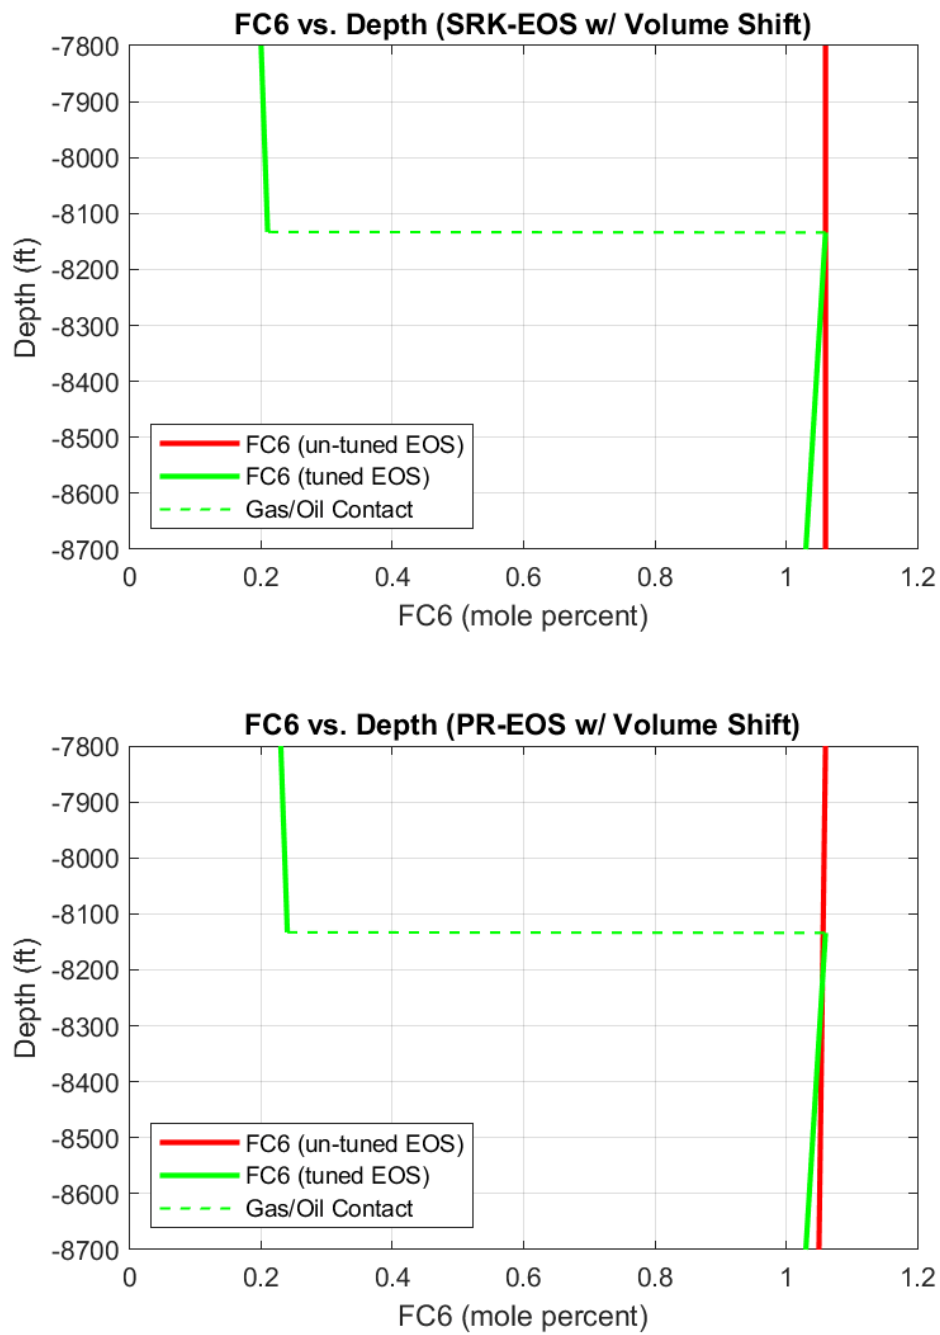 FC6 vs. Depth (SRK-EOS w/ Volume Shift)
-7800
-7900
-8000
-8100
-8200
-8300
-8400
-8500
-8600
-8700
Depth (ft)
FC6 (un-tuned EOS)
FC6 (tuned EOS)
Gas/Oil Contact
0 0.2 0.4 0.6 0.8 1 1.2
FC6 (mole percent)
FC6 vs. Depth (PR-EOS w/ Volume Shift)
-7800
-7900
-8000
-8100
-8200
-8300
-8400
-8500
-8600
-8700
Depth (ft)
FC6 (un-tuned EOS)
FC6 (tuned EOS)
Gas/Oil Contact
0 0.2 0.4 0.6 0.8 1 1.2
FC6 (mole percent)